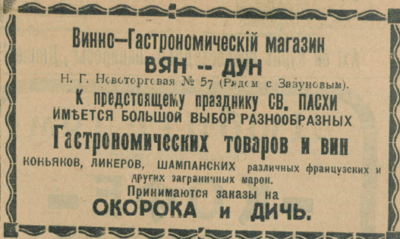 Винно-Гастрономическій магазин
ВЯН -- ДУН
Н. Г. Новоторговая № 57 (Рядом с Зазуновым).
К предстоящему празднику СВ. ПАСХИ
ИМЕЕТСЯ БОЛЬШОЙ ВЫБОР РАЗНООБРАЗНЫХ
Гастрономических товаров и вин
КОНЬЯКОВ, ЛИКЕРОВ, ШАМПАНСКИХ различных французских и
других заграничных марок.
Принимаются заказы на
ОКОРОКА и ДИЧЬ.